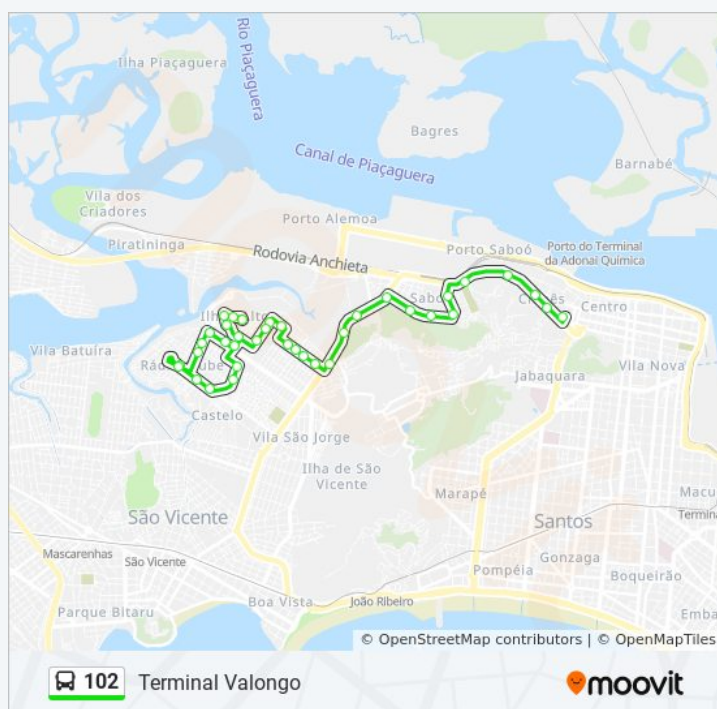 Rio Piaçaguera
Ilha Piaçaguera
Bagres
Canal de Piaçaguera
Barnabé
Vila dos
Criadores
Porto Alemoa
Piratininga
Rodovia Anchieta
Porto Saboó
Porto do Terminal
da Adonai Química
Centro
Vila Batuíra
Castelo
Jabaquara
Vila Nova
Vila São Jorge
Ilha de São
Vicente
Marapé
Macu
Termina
São Vicente
Santos
Mascarenhas
São Vicente
Gonzaga
Pompéia
Boqueirão
Boa Vista
João Ribeiro
Parque Bitaru
Emba
© OpenStreetMap contributors | © OpenMapTiles
102
Terminal Valongo
moovit